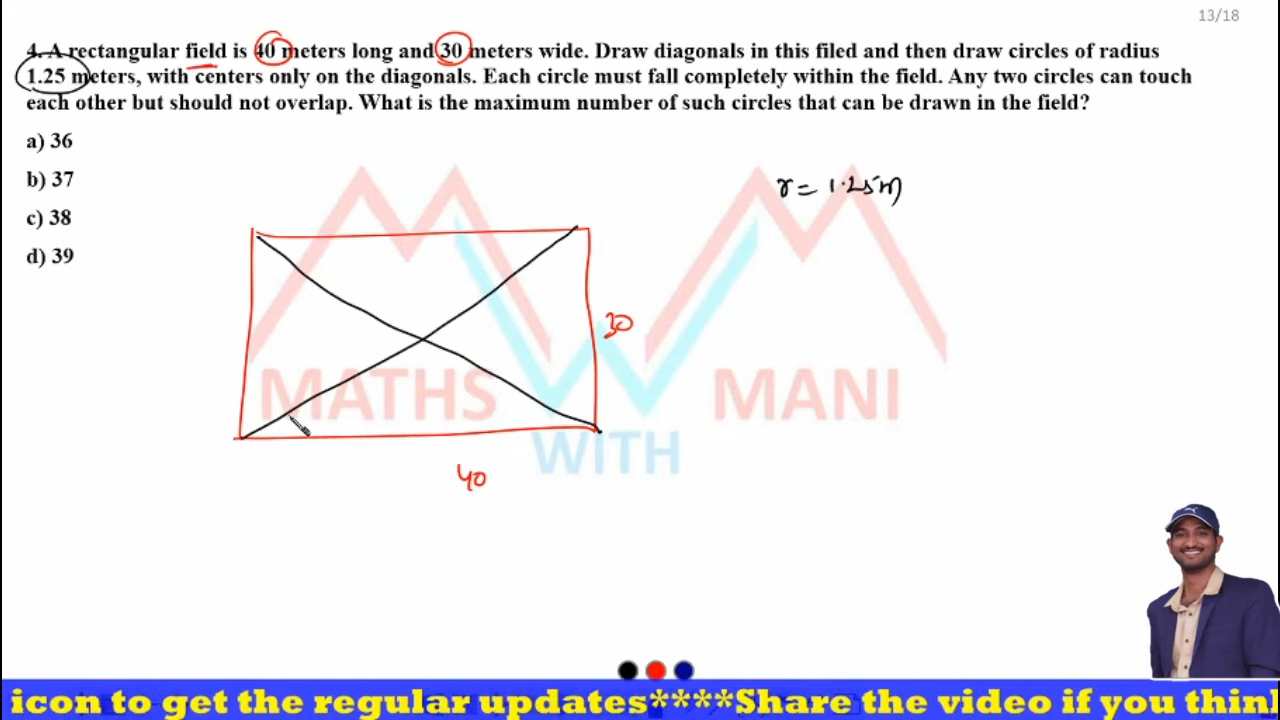 13/18
4. A rectangular field is 40 meters long and 30 meters wide. Draw diagonals in this filed and then draw circles of radius
1.25 meters, with centers only on the diagonals. Each circle must fall completely within the field. Any two circles can touch
each other but should not overlap. What is the maximum number of such circles that can be drawn in the field?
a) 36
b) 37
c) 38
d) 39
r = 1.25m
30
MATHS
MANI
WITH
40
icon to get the regular updates****Share the video if you thin